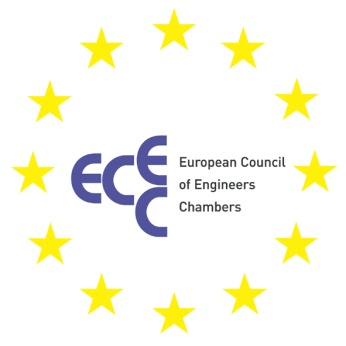 ECEC
European Council
of Engineers
Chambers